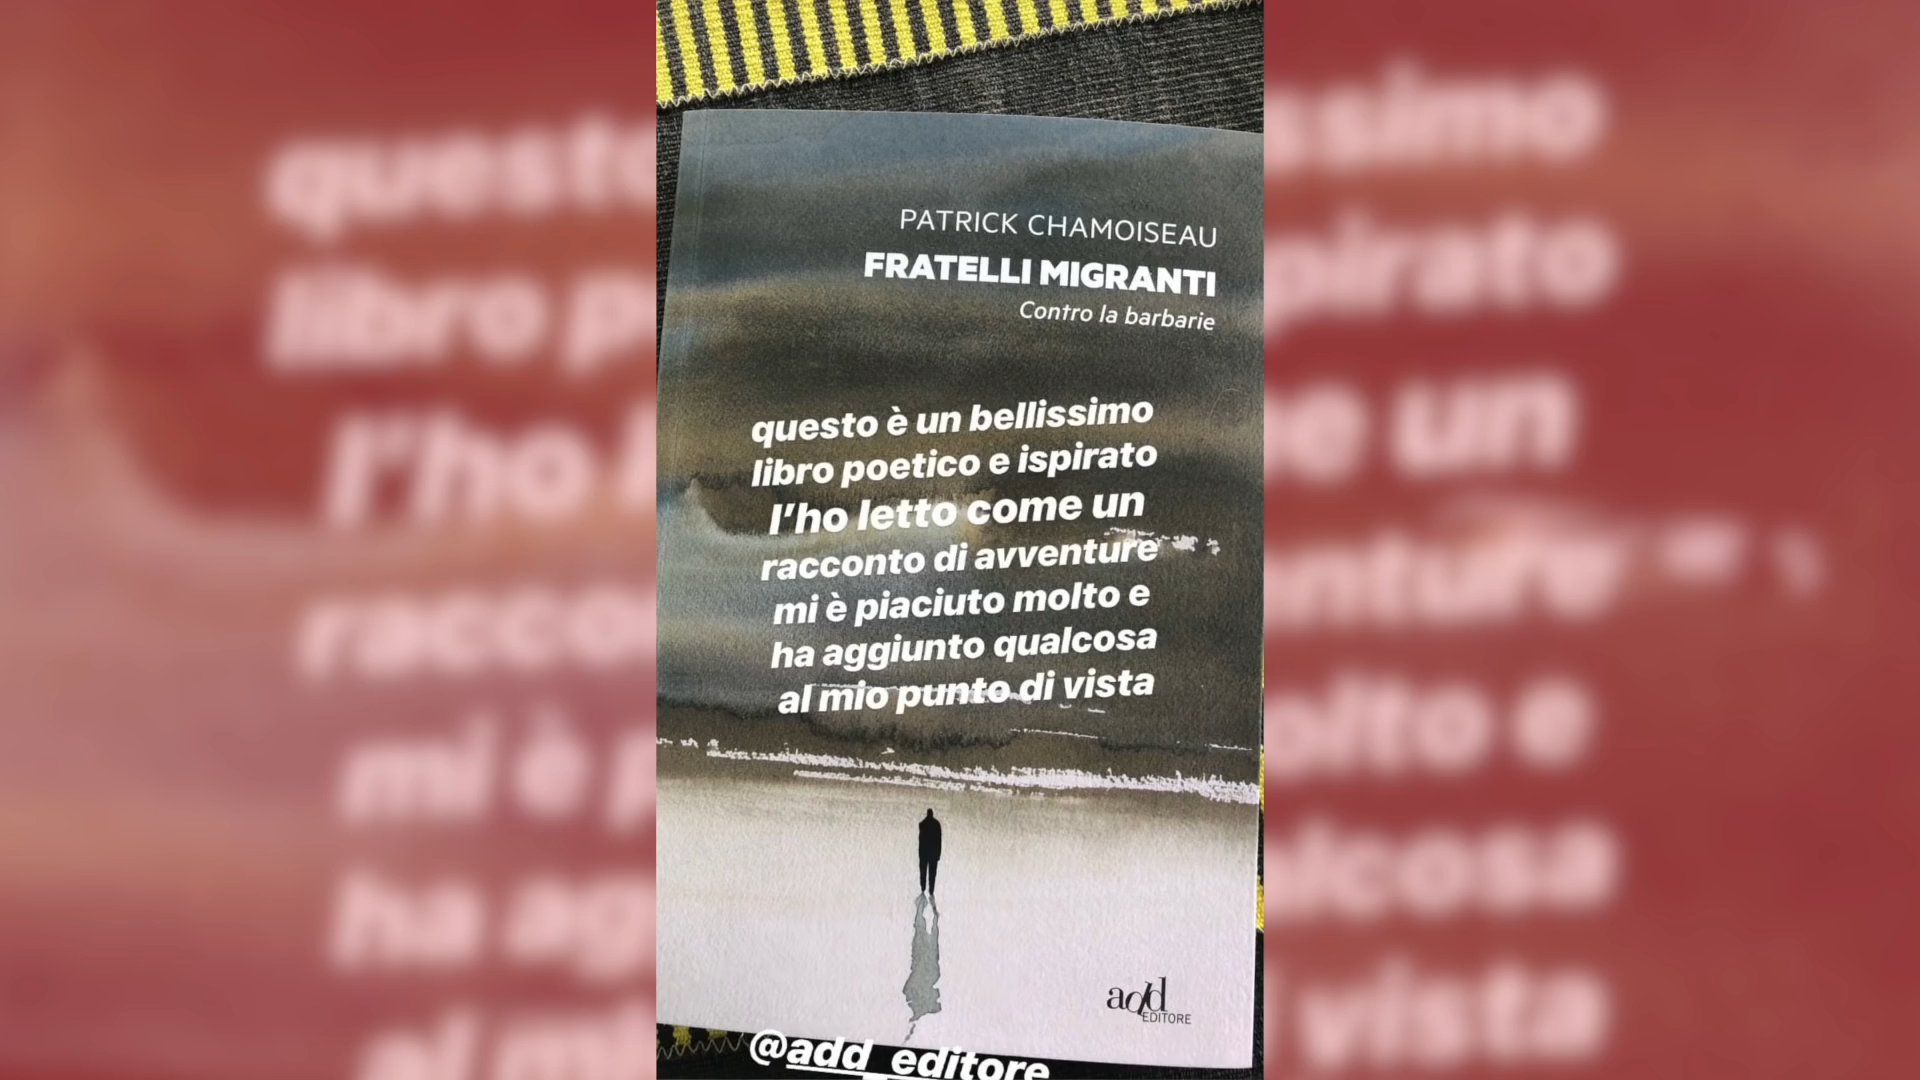 PATRICK CHAMOISEAU
FRATELLI MIGRANTI
Contro la barbarie
questo è un bellissimo
libro poetico e ispirato
l'ho letto come un
racconto di avventure
mi è piaciuto molto e
ha aggiunto qualcosa
al mio punto di vista
add
EDITORE
@add_editore